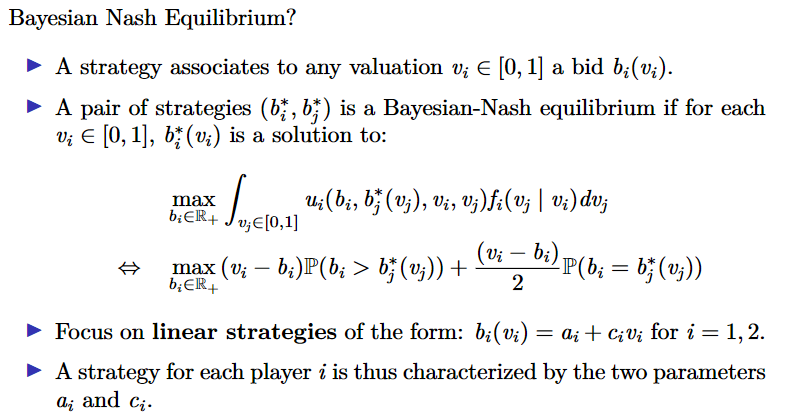 Bayesian Nash Equilibrium?
▶ A strategy associates to any valuation $v_i \in [0, 1]$ a bid $b_i(v_i)$.
▶ A pair of strategies $(b_i^*, b_j^*)$ is a Bayesian-Nash equilibrium if for each
$v_i \in [0, 1]$, $b_i^*(v_i)$ is a solution to:
$\max_{b_i \in \mathbb{R}_+} \int_{v_j \in [0,1]} u_i(b_i, b_j^*(v_j), v_i, v_j) f_i(v_j \mid v_i) dv_j$
$\Leftrightarrow \max_{b_i \in \mathbb{R}_+} (v_i - b_i) \mathbb{P}(b_i > b_j^*(v_j)) + \frac{(v_i - b_i)}{2} \mathbb{P}(b_i = b_j^*(v_j))$
▶ Focus on linear strategies of the form: $b_i(v_i) = a_i + c_i v_i$ for $i = 1, 2$.
▶ A strategy for each player $i$ is thus characterized by the two parameters
$a_i$ and $c_i$.